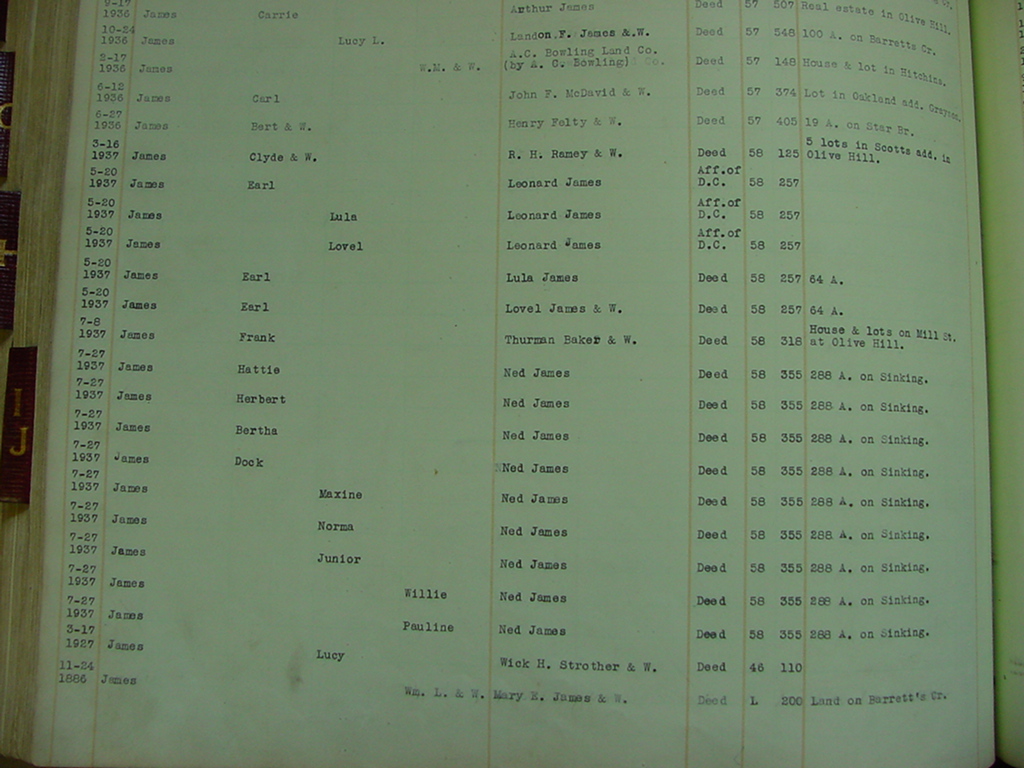 9-17
1936 James Carrie Arthur James Deed 57 507 Real estate in Olive Hill.
10-24
1936 James Lucy L. Landon F. James & W. Deed 57 548 100 A. on Barretts Cr.
2-17 A.C. Bowling Land Co.
1936 James W.M. & W. (by A. C. Bowling) Co. Deed 57 148 House & lot in Hitchins.
6-12
1936 James Carl John F. McDavid & W. Deed 57 374 Lot in Oakland add. Grayson.
6-27
1936 James Bert & W. Henry Felty & W. Deed 57 405 19 A. on Star Br.
3-16 5 lots in Scotts add. in
1937 James Clyde & W. R. H. Ramey & W. Deed 58 125 Olive Hill.
5-20 Aff.of
1937 James Earl Leonard James D.C. 58 257
5-20 Aff.of
1937 James Lula Leonard James D.C. 58 257
5-20 Aff.of
1937 James Lovel Leonard James D.C. 58 257
5-20
1937 James Earl Lula James Deed 58 257 64 A.
5-20
1937 James Earl Lovel James & W. Deed 58 257 64 A.
7-8 House & lots on Mill St.
1937 James Frank Thurman Baker & W. Deed 58 318 at Olive Hill.
7-27
1937 James Hattie Ned James Deed 58 355 288 A. on Sinking.
7-27
1937 James Herbert Ned James Deed 58 355 288 A. on Sinking.
7-27
1937 James Bertha Ned James Deed 58 355 288 A. on Sinking.
7-27
1937 James Dock Ned James Deed 58 355 288 A. on Sinking.
7-27
1937 James Maxine Ned James Deed 58 355 288 A. on Sinking.
7-27
1937 James Norma Ned James Deed 58 355 288 A. on Sinking.
7-27
1937 James Junior Ned James Deed 58 355 288 A. on Sinking.
7-27
1937 James Willie Ned James Deed 58 355 288 A. on Sinking.
7-27
1937 James Pauline Ned James Deed 58 355 288 A. on Sinking.
3-17
1927 James Lucy Wick H. Strother & W. Deed 46 110
11-24
1886 James Wm. L. & W. Mary E. James & W. Deed L 200 Land on Barrett's Cr.
J